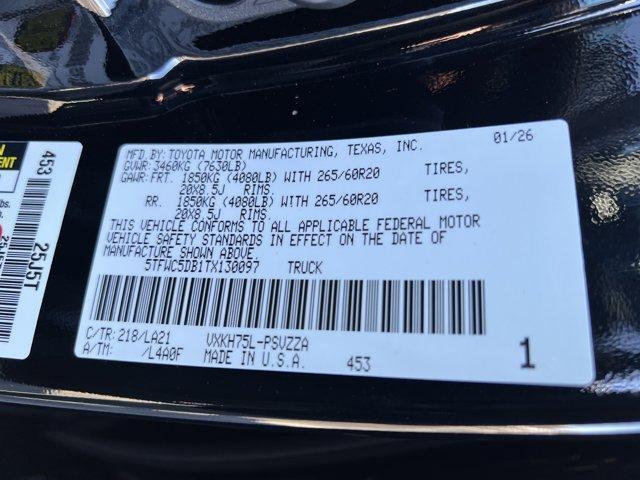 MFD.BY: TOYOTA MOTOR MANUFACTURING, TEXAS, INC. 01/26
GVWR: 3460KG (7630LB)
GAWR: FRT. 1850KG (4080LB) WITH 265/60R20 TIRES,
20X8.5J RIMS.
RR. 1850KG (4080LB) WITH 265/60R20 TIRES,
20X8.5J RIMS.
THIS VEHICLE CONFORMS TO ALL APPLICABLE FEDERAL MOTOR
VEHICLE SAFETY STANDARDS IN EFFECT ON THE DATE OF
MANUFACTURE SHOWN ABOVE.
5TFWC5DB1TX130097 TRUCK
C/TR: 218/LA21 VXKH75L-PSVZZA
A/TM: /L4A0F MADE IN U.S.A. 453 1
453
25J5T